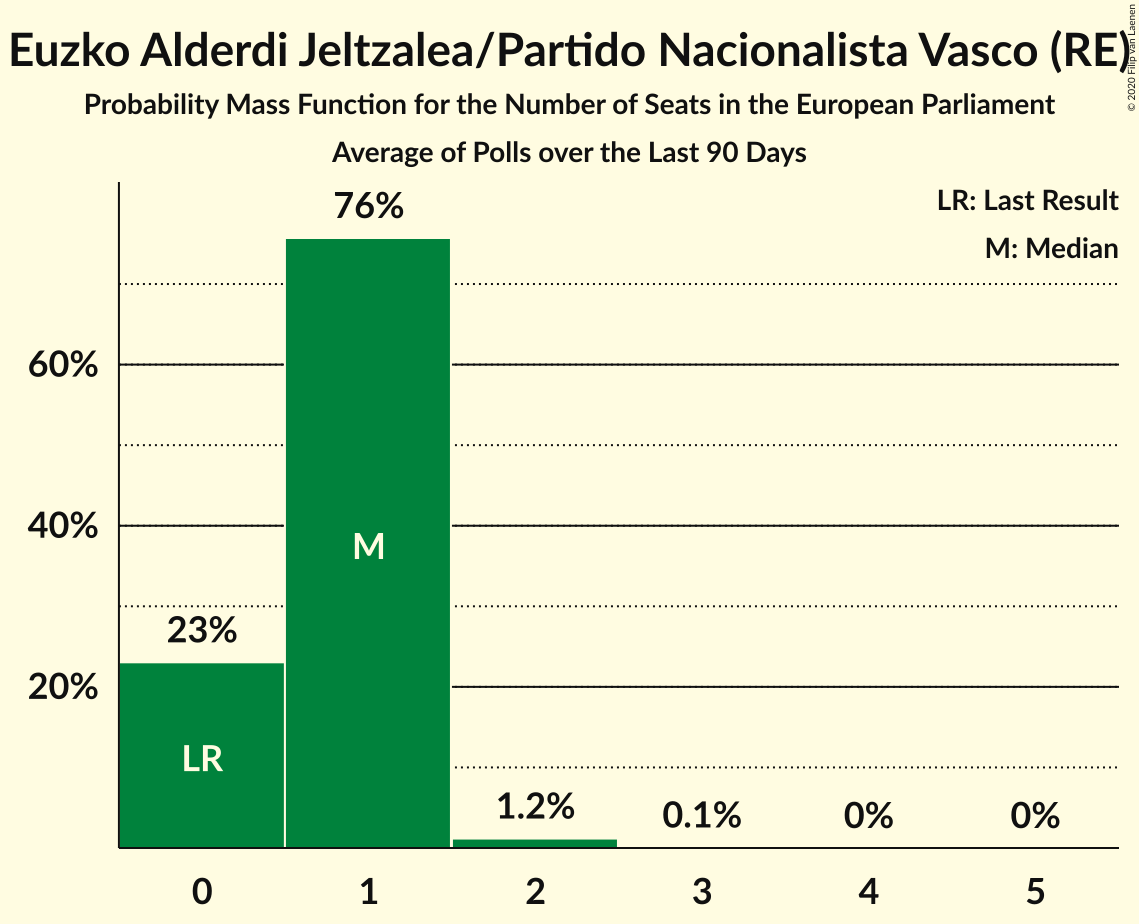 Euzko Alderdi Jeltzalea/Partido Nacionalista Vasco (RE)
© 2020 Filip van Laenen
Probability Mass Function for the Number of Seats in the European Parliament
Average of Polls over the Last 90 Days
LR: Last Result
M: Median
76%
60%
40%
M
23%
20%
LR
1.2%
0.1%
0%
0%
0 1 2 3 4 5